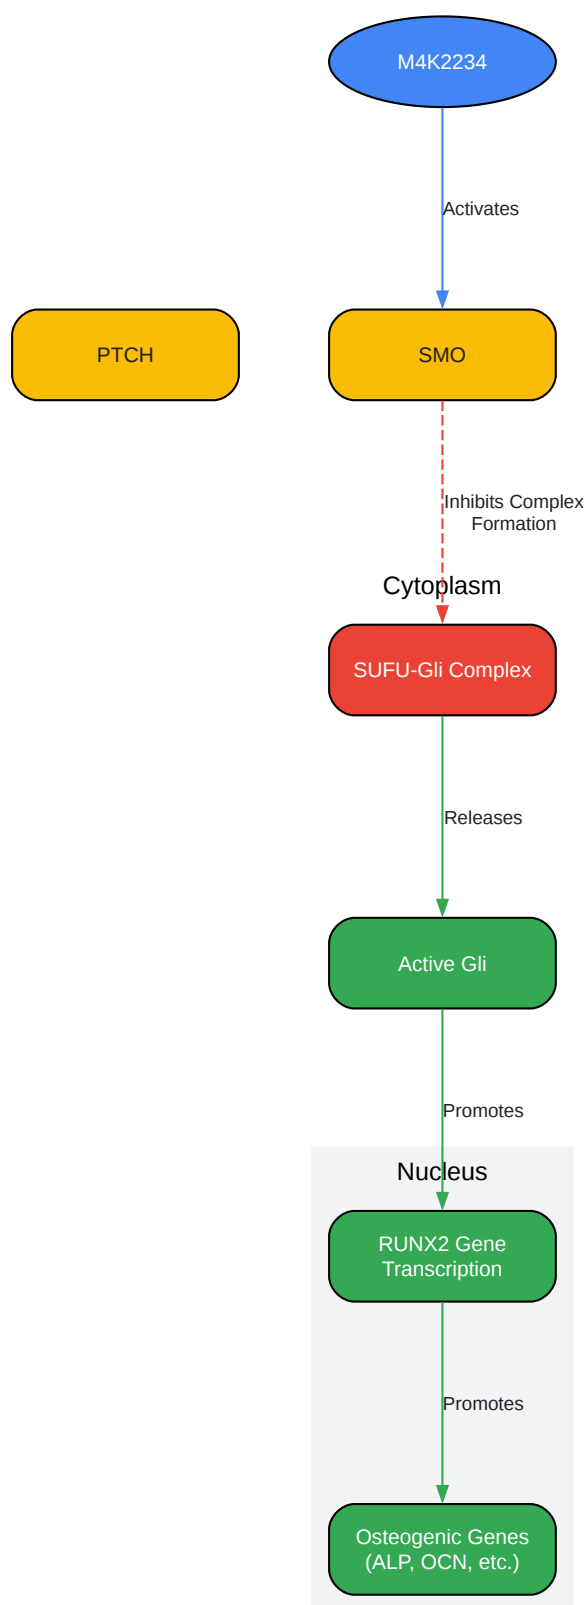 M4K2234
Activates
PTCH
SMO
Inhibits Complex
Formation
Cytoplasm
SUFU-Gli Complex
Releases
Active Gli
Promotes
Nucleus
RUNX2 Gene
Transcription
Promotes
Osteogenic Genes
(ALP, OCN, etc.)